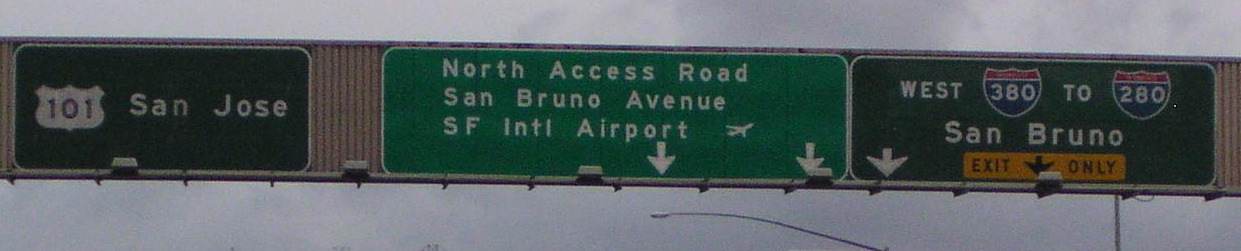 101 San Jose
North Access Road
San Bruno Avenue
SF Intl Airport
WEST 380 TO 280
San Bruno
EXIT ONLY